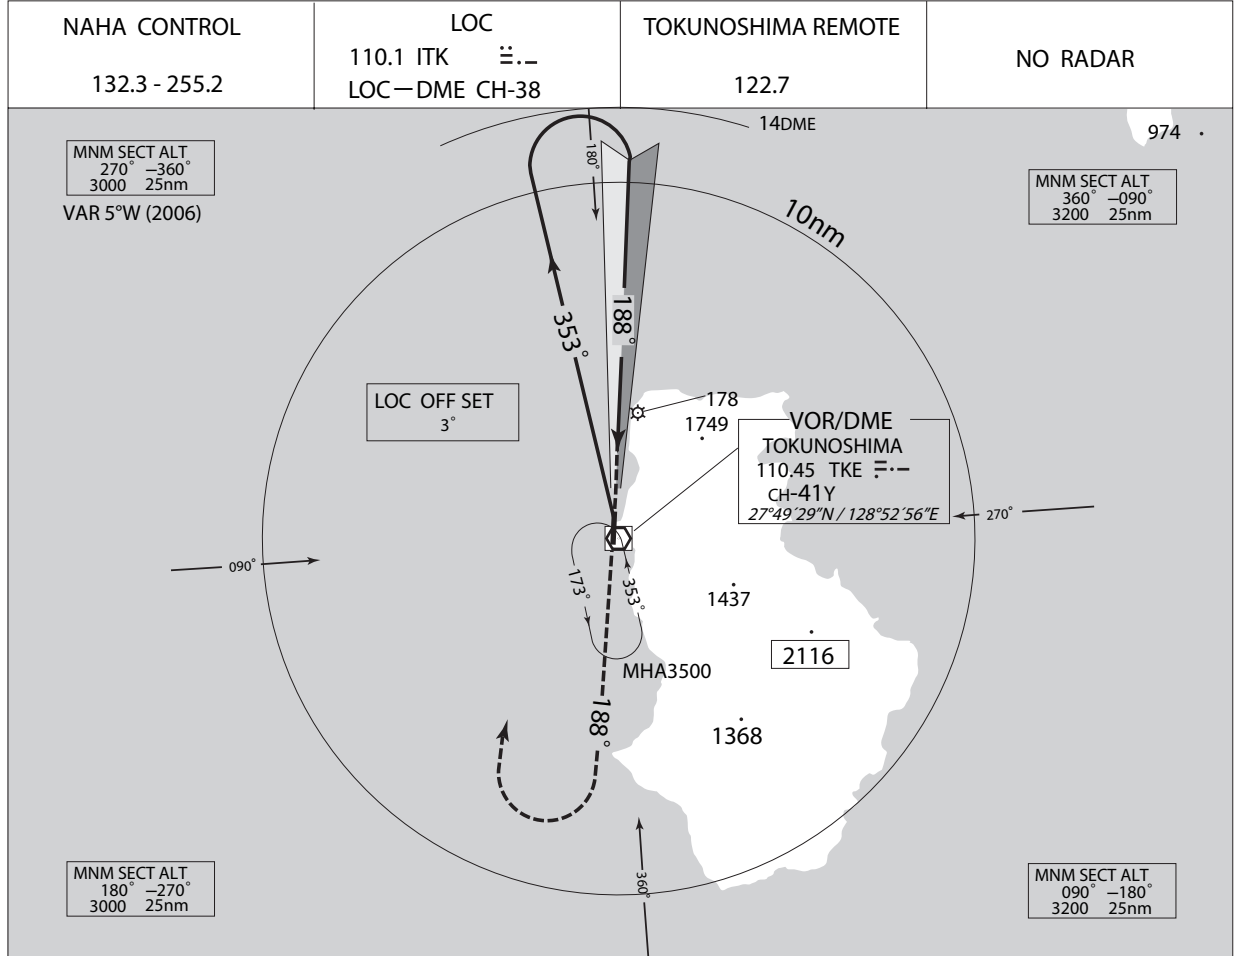 NAHA CONTROL
132.3 - 255.2
LOC
110.1 ITK
LOC—DME CH-38
TOKUNOSHIMA REMOTE
122.7
NO RADAR
14DME
974
180°
MNM SECT ALT
270° –360°
3000 25nm
VAR 5°W (2006)
MNM SECT ALT
360° –090°
3200 25nm
10nm
353°
188°
LOC OFF SET
3°
178
1749
VOR/DME
TOKUNOSHIMA
110.45 TKE
CH-41Y
27°49´29”N / 128°52´56”E
270°
090°
173°
353°
1437
2116
MHA3500
188°
1368
MNM SECT ALT
180° –270°
3000 25nm
360°
MNM SECT ALT
090° –180°
3200 25nm